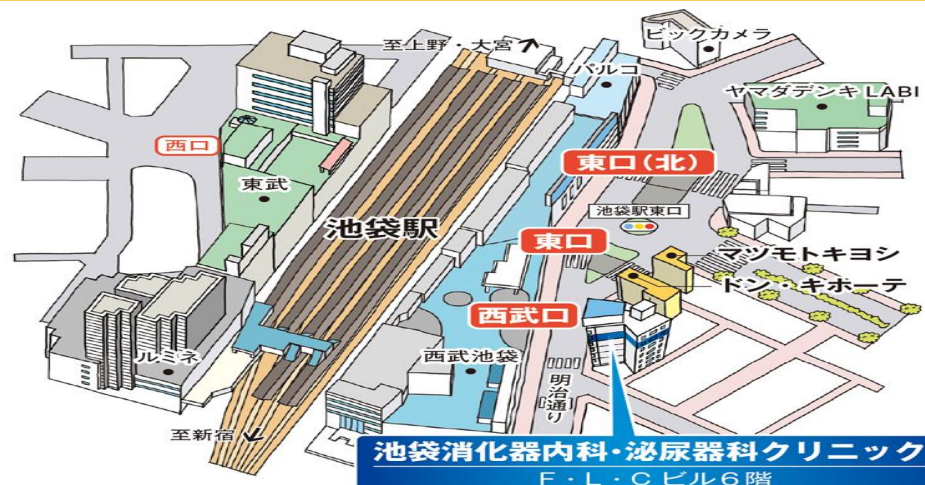 至上野・大宮
ビックカメラ
パルコ
ヤマダデンキ LABI
西口
東口(北)
東武
池袋駅東口
池袋駅
東口
マツモトキヨシ
ドン・キホーテ
西武口
ルミネ
西武池袋
明治通り
至新宿
池袋消化器内科・泌尿器科クリニック
F・L・Cビル6階